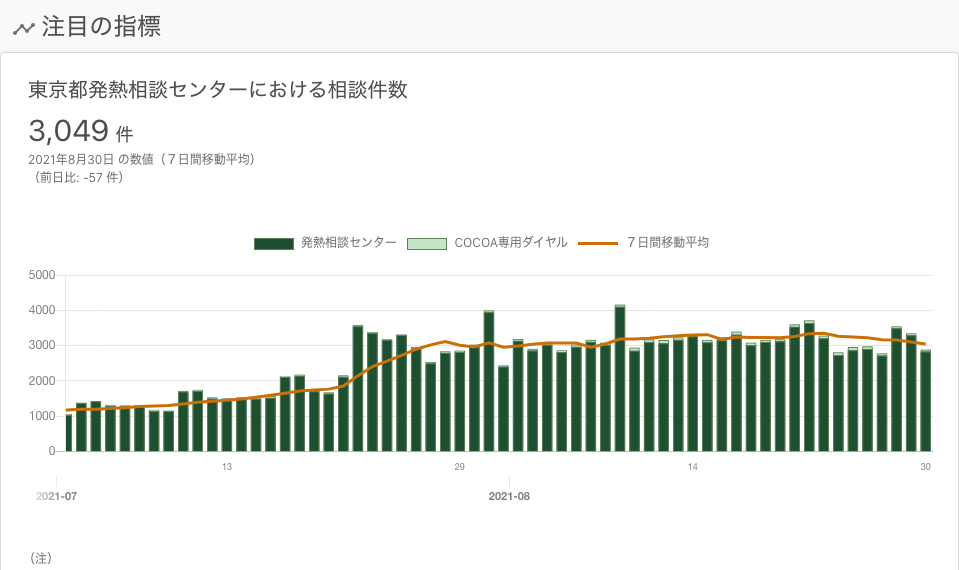 注目の指標
東京都発熱相談センターにおける相談件数
3,049 件
2021年8月30日 の数値（７日間移動平均）
（前日比: -57 件）
発熱相談センター COCOA専用ダイヤル ７日間移動平均
5000
4000
3000
2000
1000
0
13 29 14 30
2021-07 2021-08
（注）